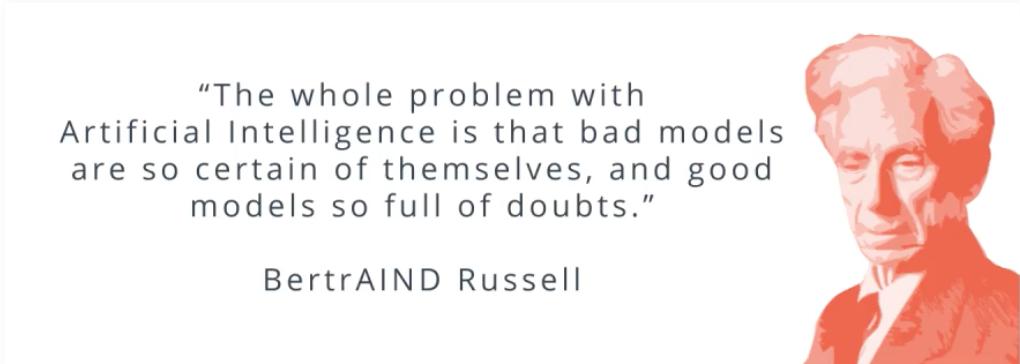 “The whole problem with
Artificial Intelligence is that bad models
are so certain of themselves, and good
models so full of doubts.”
BertrAIND Russell